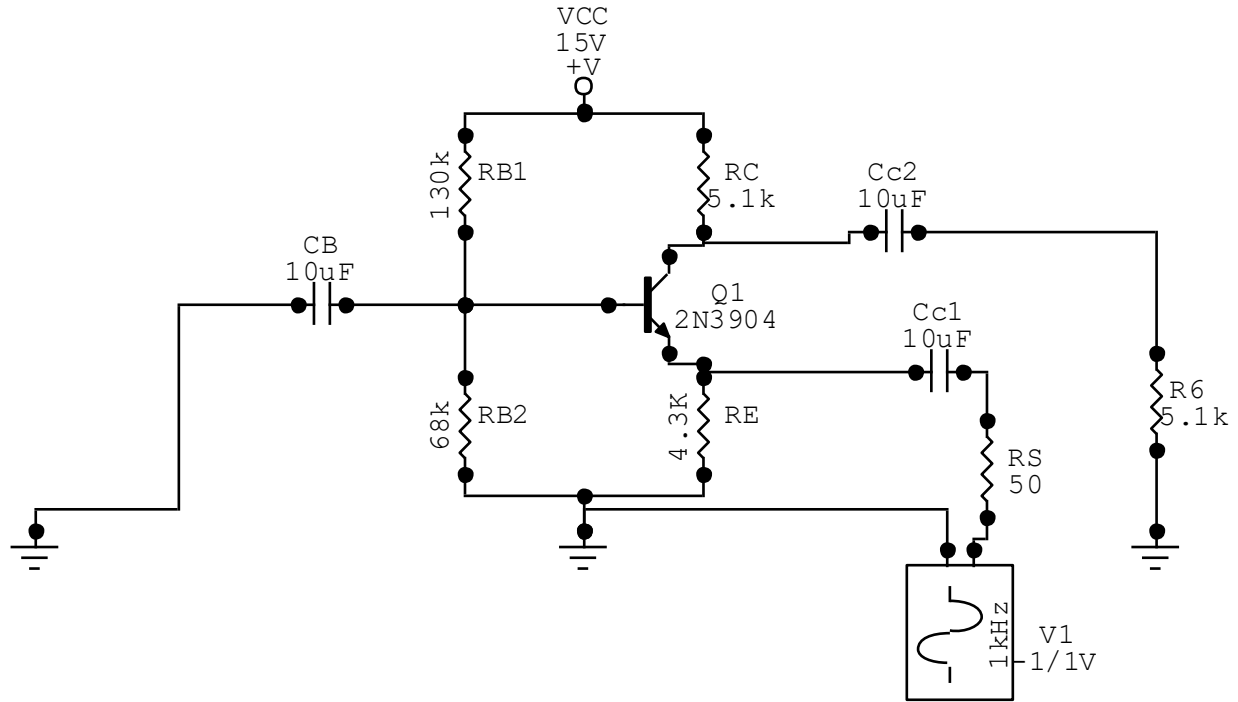 VCC
15V
+V
130k
RB1
RC
5.1k
Cc2
10uF
CB
10uF
Q1
2N3904
Cc1
10uF
68k
RB2
4.3K
RE
R6
5.1k
RS
50
1kHz
V1
-1/1V